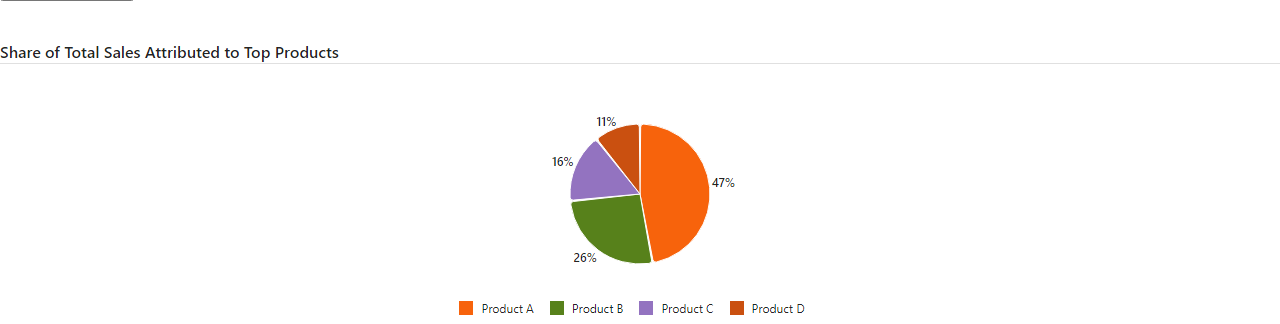 Share of Total Sales Attributed to Top Products
11%
16%
47%
26%
Product A Product B Product C Product D